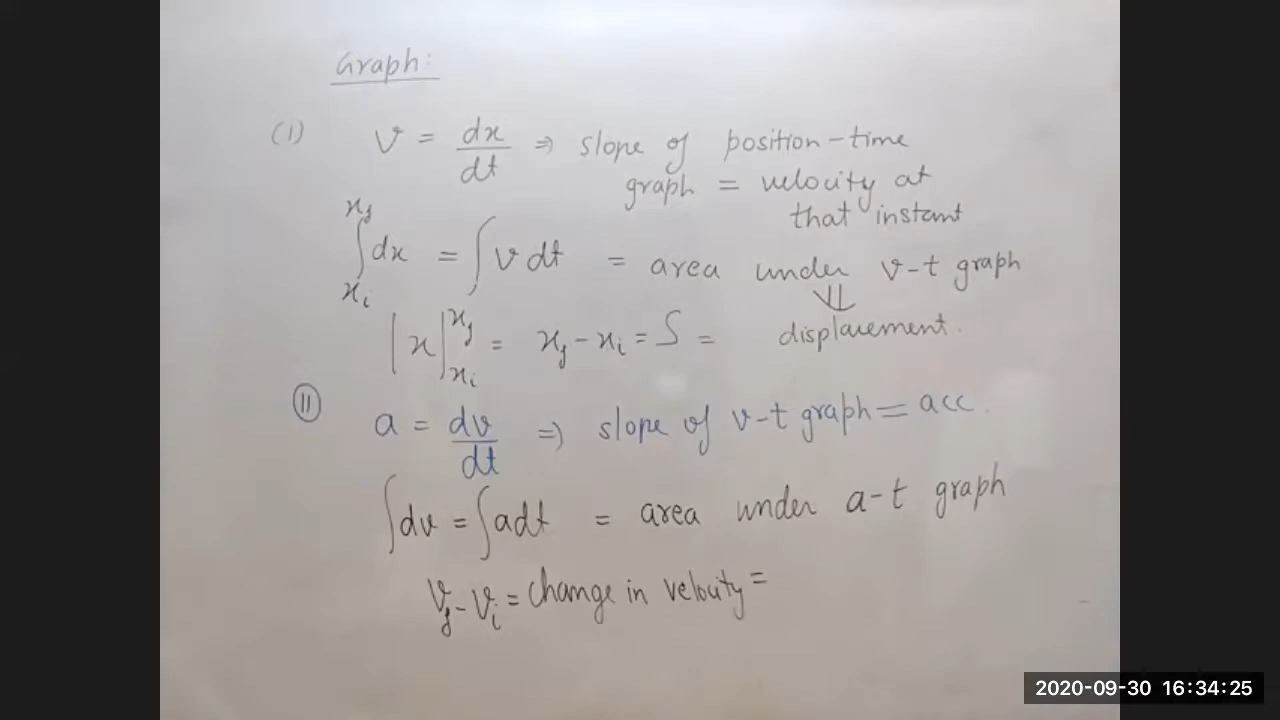 Graph:
(1) v = dx/dt ⇒ slope of position-time
graph = velocity at
that instant
∫_{xi}^{xf} dx = ∫ v dt = area under v-t graph
⇓
|x|_{xi}^{xf} = xf - xi = S = displacement.
(II) a = dv/dt ⇒ slope of v-t graph = acc.
∫dv = ∫adt = area under a-t graph
vf - vi = change in velocity =
2020-09-30 16:34:25